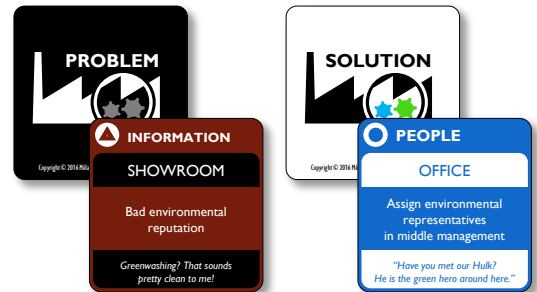 PROBLEM
Copyright © 2016
INFORMATION
SHOWROOM
Bad environmental
reputation
Greenwashing? That sounds
pretty clean to me!
SOLUTION
Copyright © 2016
PEOPLE
OFFICE
Assign environmental
representatives
in middle management
“Have you met our Hulk?
He is the green hero around here.”